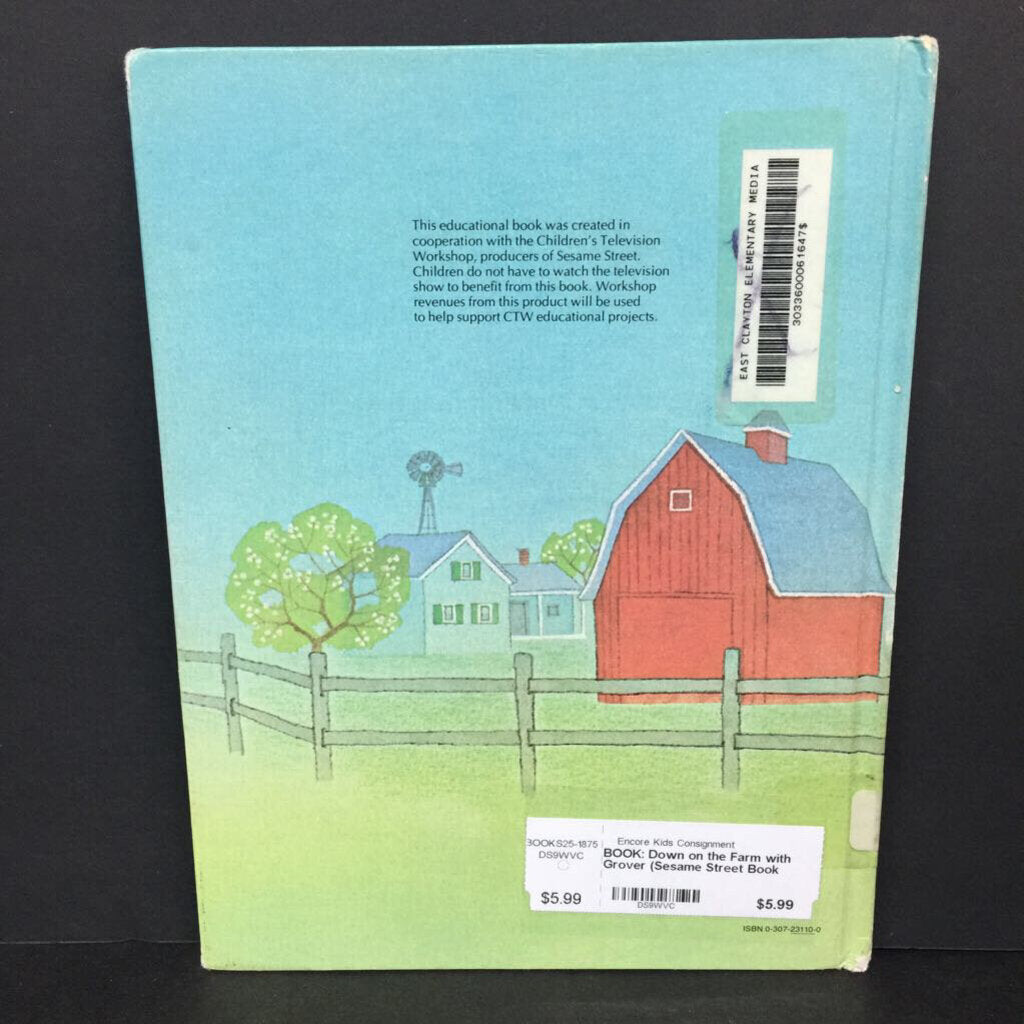 This educational book was created in
cooperation with the Children's Television
Workshop, producers of Sesame Street.
Children do not have to watch the television
show to benefit from this book. Workshop
revenues from this product will be used
to help support CTW educational projects.
EAST CLAYTON ELEMENTARY MEDIA
30336000061647$
BOOKS25-1875
DS9WVC
$5.99
Encore Kids Consignment
BOOK: Down on the Farm with
Grover (Sesame Street Book
DS9WVC
$5.99
ISBN 0-307-23110-0